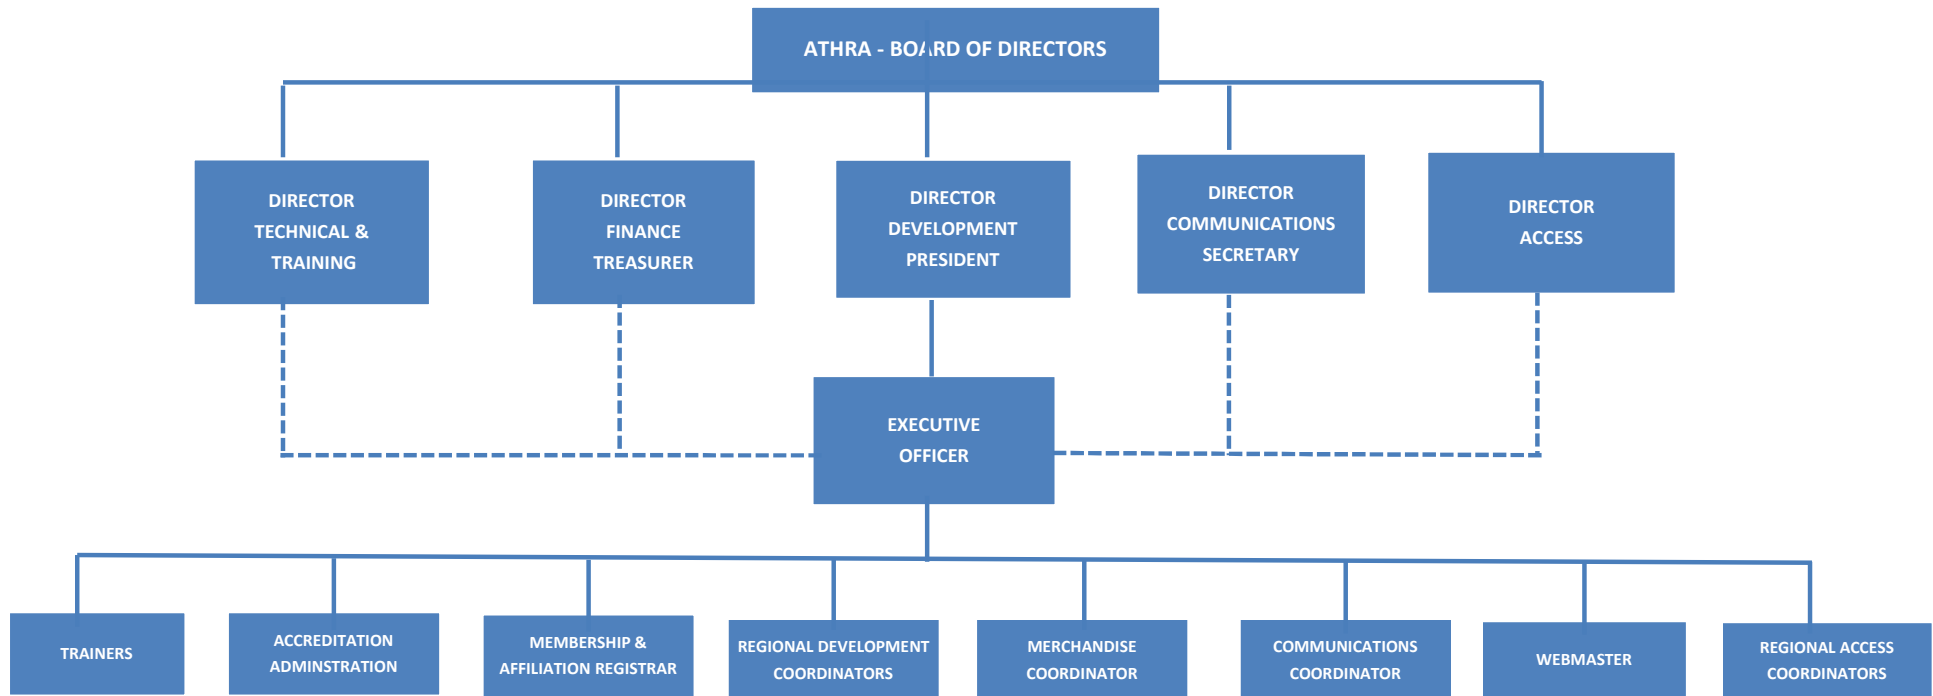 ATHRA - BOARD OF DIRECTORS
DIRECTOR
TECHNICAL &
TRAINING
DIRECTOR
FINANCE
TREASURER
DIRECTOR
DEVELOPMENT
PRESIDENT
DIRECTOR
COMMUNICATIONS
SECRETARY
DIRECTOR
ACCESS
EXECUTIVE
OFFICER
TRAINERS
ACCREDITATION
ADMINSTRATION
MEMBERSHIP &
AFFILIATION REGISTRAR
REGIONAL DEVELOPMENT
COORDINATORS
MERCHANDISE
COORDINATOR
COMMUNICATIONS
COORDINATOR
WEBMASTER
REGIONAL ACCESS
COORDINATORS